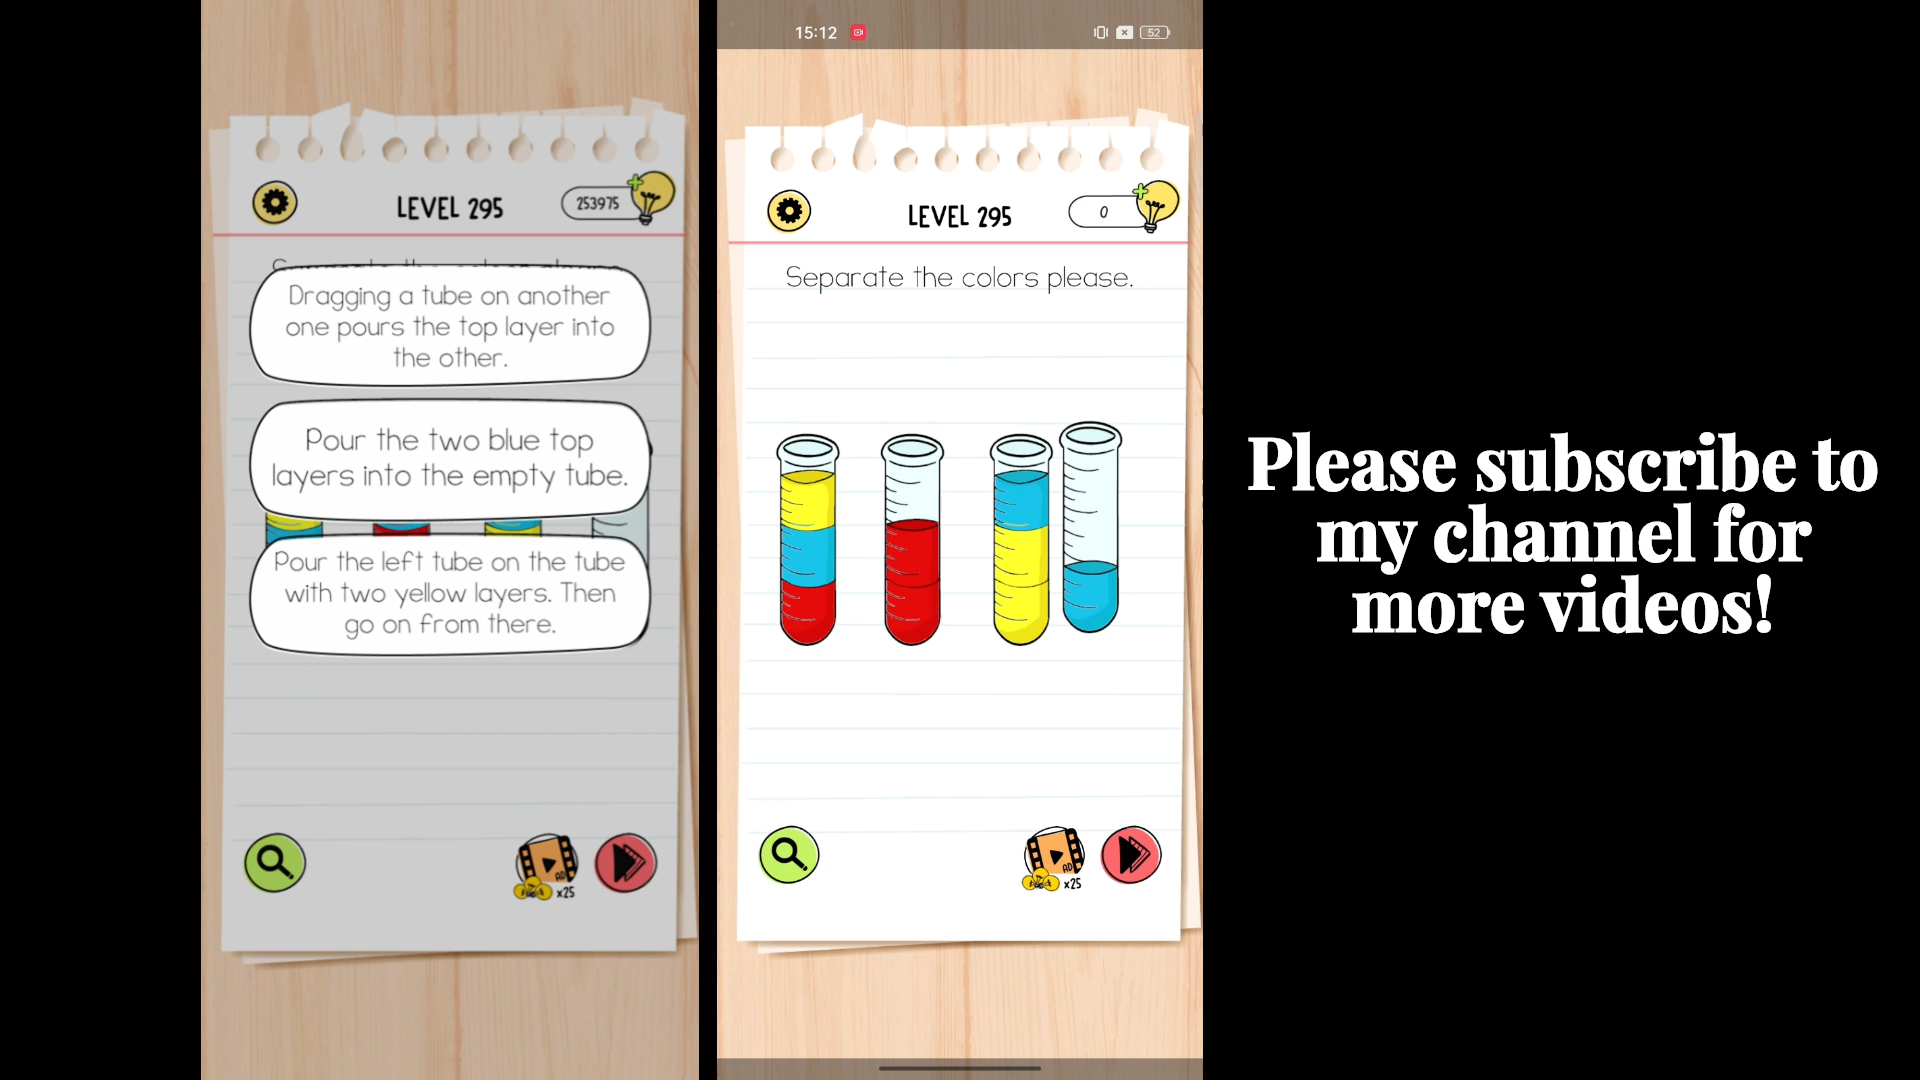 LEVEL 295
253975
Dragging a tube on another
one pours the top layer into
the other.
Pour the two blue top
layers into the empty tube.
Pour the left tube on the tube
with two yellow layers. Then
go on from there.
AD
x25
15:12
52
LEVEL 295
0
Separate the colors please.
AD
x25
Please subscribe to
my channel for
more videos!